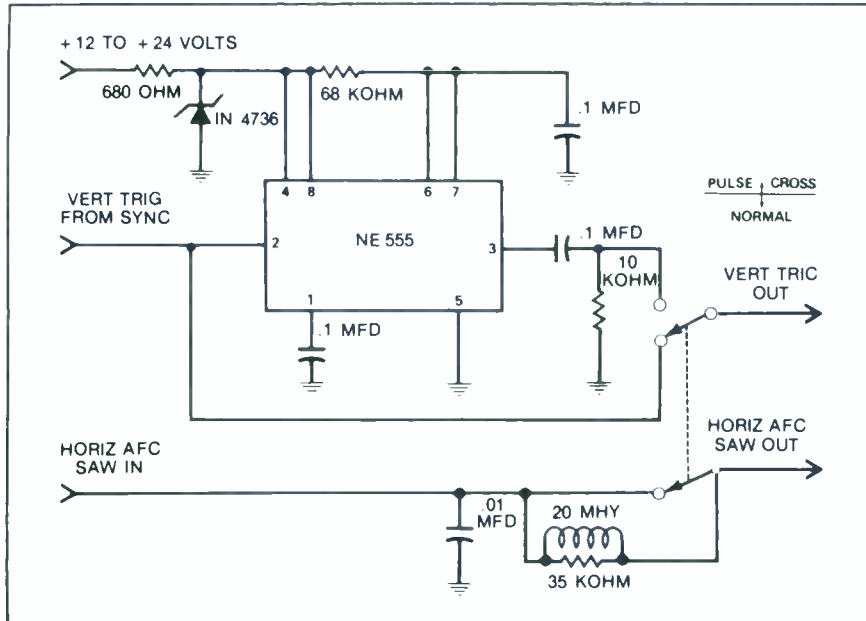 + 12 TO + 24 VOLTS
680 OHM
68 KOHM
.1 MFD
IN 4736
4 8 6 7
PULSE CROSS
NORMAL
VERT TRIG
FROM SYNC
2
NE 555
3
.1 MFD
10
KOHM
VERT TRIC
OUT
1
5
.1 MFD
HORIZ AFC
SAW IN
HORIZ AFC
SAW OUT
.01
MFD
20 MHY
35 KOHM